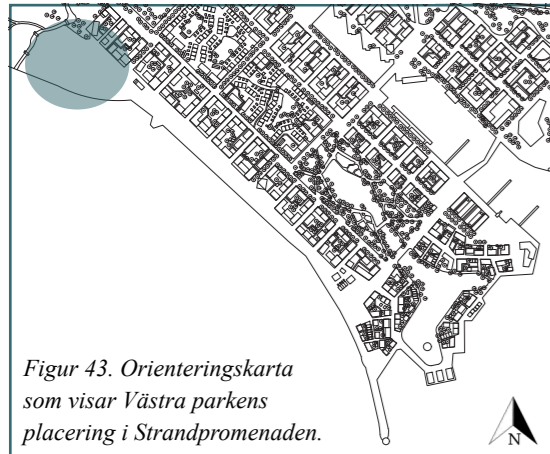 Figur 43. Orienteringskarta
som visar Västra parkens
placering i Strandpromenaden.
N